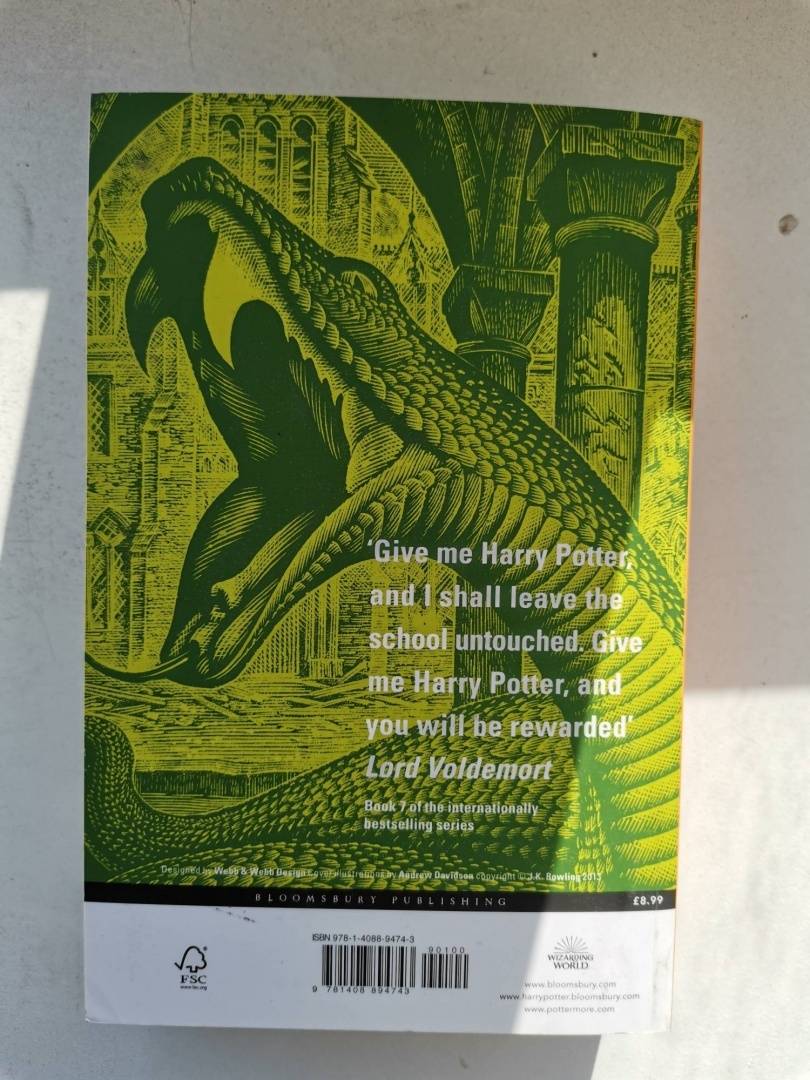 ‘Give me Harry Potter,
and I shall leave the
school untouched. Give
me Harry Potter, and
you will be rewarded’
Lord Voldemort
Book 7 of the internationally
bestselling series
Designed by Webb & Webb Design Cover illustrations by Andrew Davidson copyright © J.K. Rowling 2013
BLOOMSBURY PUBLISHING
£8.99
ISBN 978-1-4088-9474-3
90100
9 781408 894743
FSC
www.fsc.org
WIZARDING
WORLD
www.bloomsbury.com
www.harrypotter.bloomsbury.com
www.pottermore.com